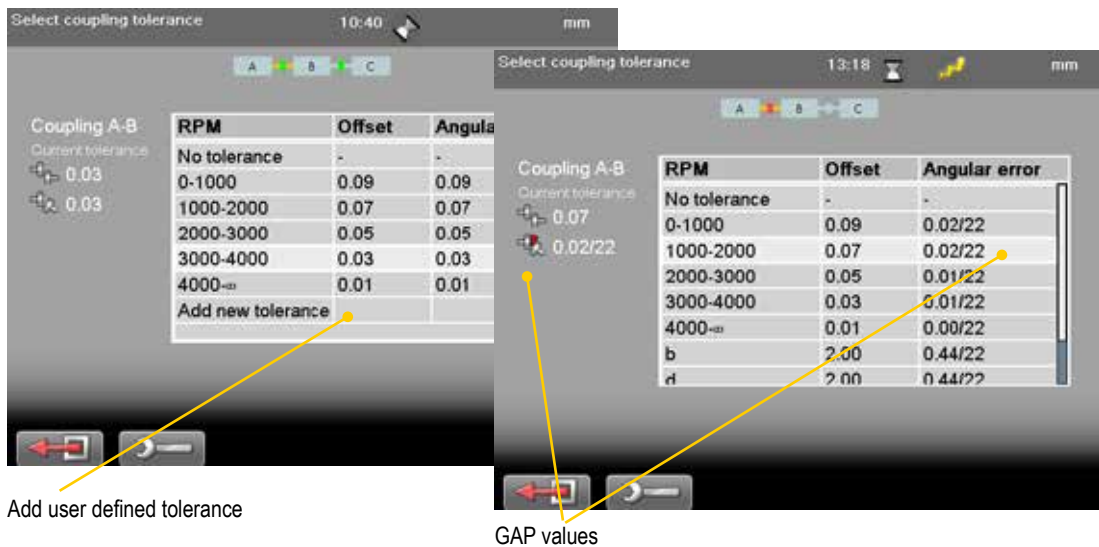 Select coupling tolerance 10:40 mm
A B C
Coupling A-B
Current tolerance
0.03
0.03
RPM Offset Angula
No tolerance - -
0-1000 0.09 0.09
1000-2000 0.07 0.07
2000-3000 0.05 0.05
3000-4000 0.03 0.03
4000-∞ 0.01 0.01
Add new tolerance
Add user defined tolerance
Select coupling tolerance 13:18 mm
A B C
Coupling A-B
Current tolerance
0.07
0.02/22
RPM Offset Angular error
No tolerance - -
0-1000 0.09 0.02/22
1000-2000 0.07 0.02/22
2000-3000 0.05 0.01/22
3000-4000 0.03 0.01/22
4000-∞ 0.01 0.00/22
b 2.00 0.44/22
d 2.00 0.44/22
GAP values